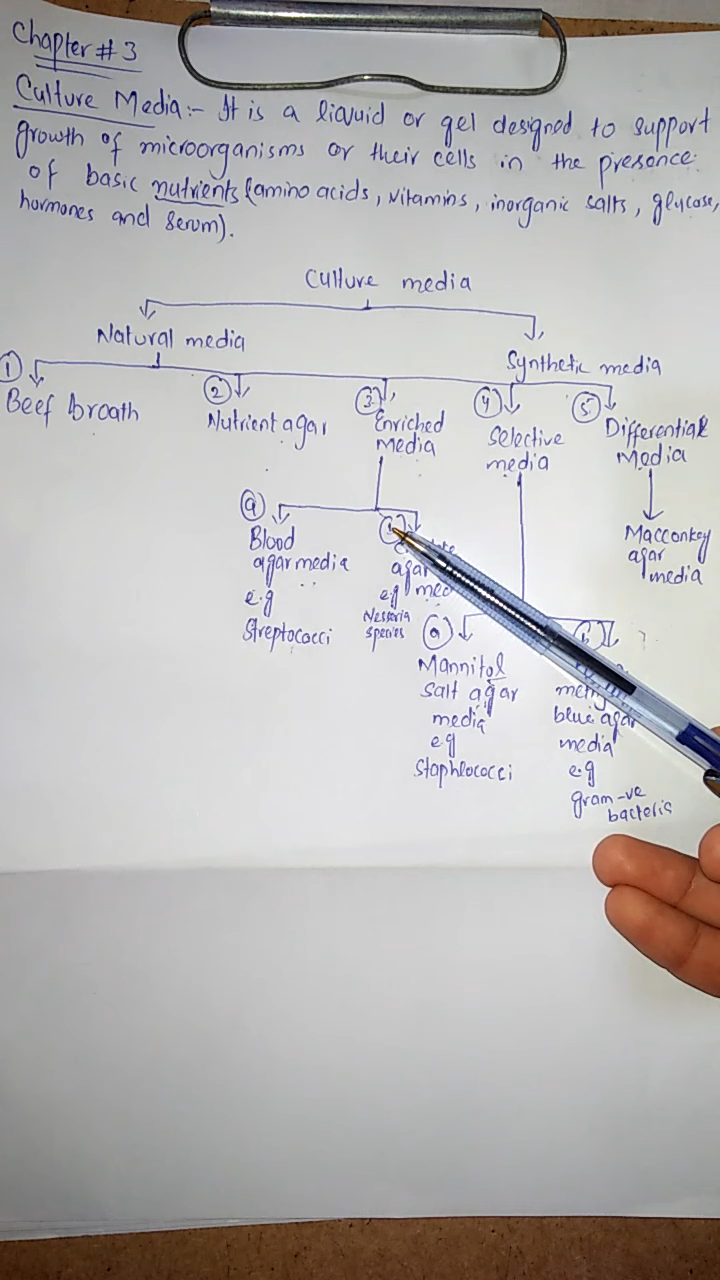 Chapter # 3
Culture Media:- It is a liquid or gel designed to support
growth of microorganisms or their cells in the presence
of basic nutrients (amino acids, vitamins, inorganic salts, glucose,
hormones and serum).
Culture media
Natural media
Synthetic media
① Beef broath
② Nutrient agar
③ Enriched
Media
④ Selective
media
⑤ Differential
Media
Macconkey
agar
media
ⓐ Blood
agar media
e.g
Streptococci
agar
e.g
Nesseria
species
ⓐ Mannitol
salt agar
media
eg
Staphlococci
blue agar
media
e.g
gram -ve
bacteria